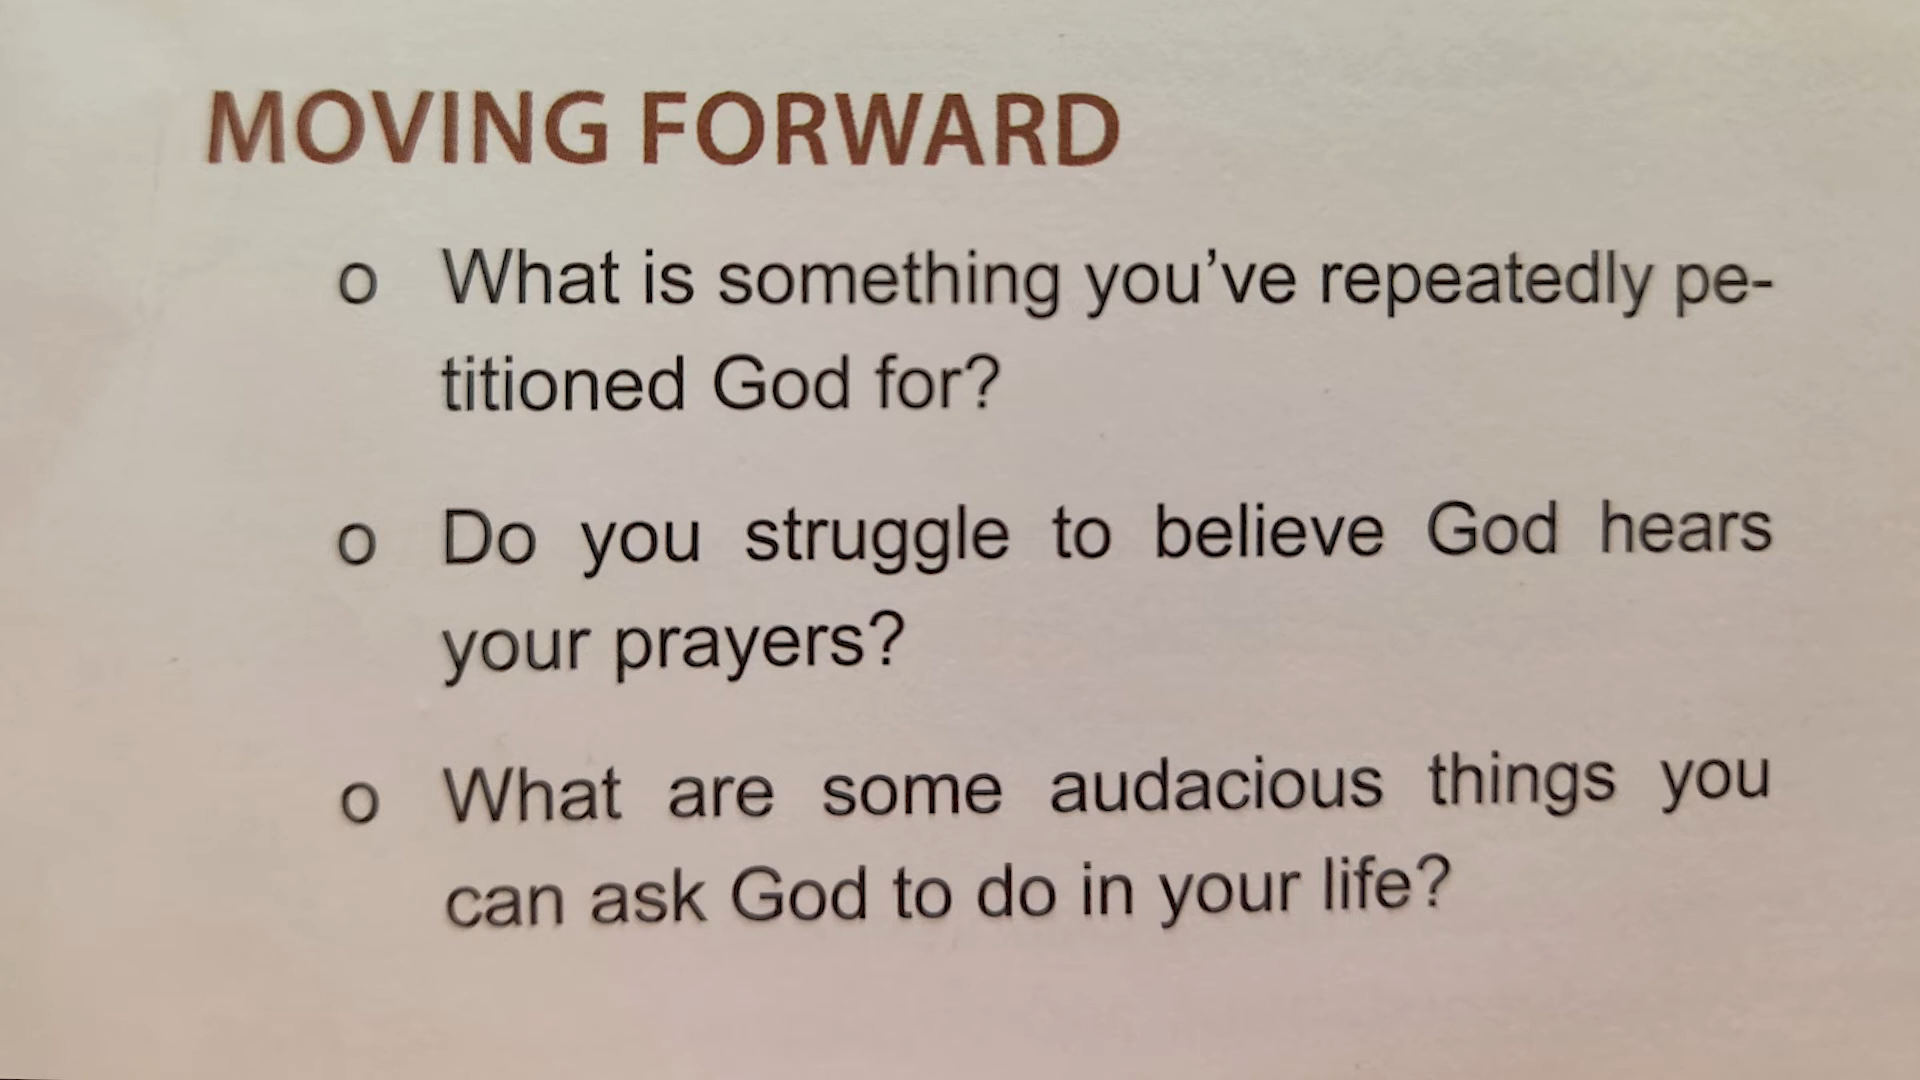 MOVING FORWARD
o What is something you've repeatedly pe-
titioned God for?
o Do you struggle to believe God hears
your prayers?
o What are some audacious things you
can ask God to do in your life?